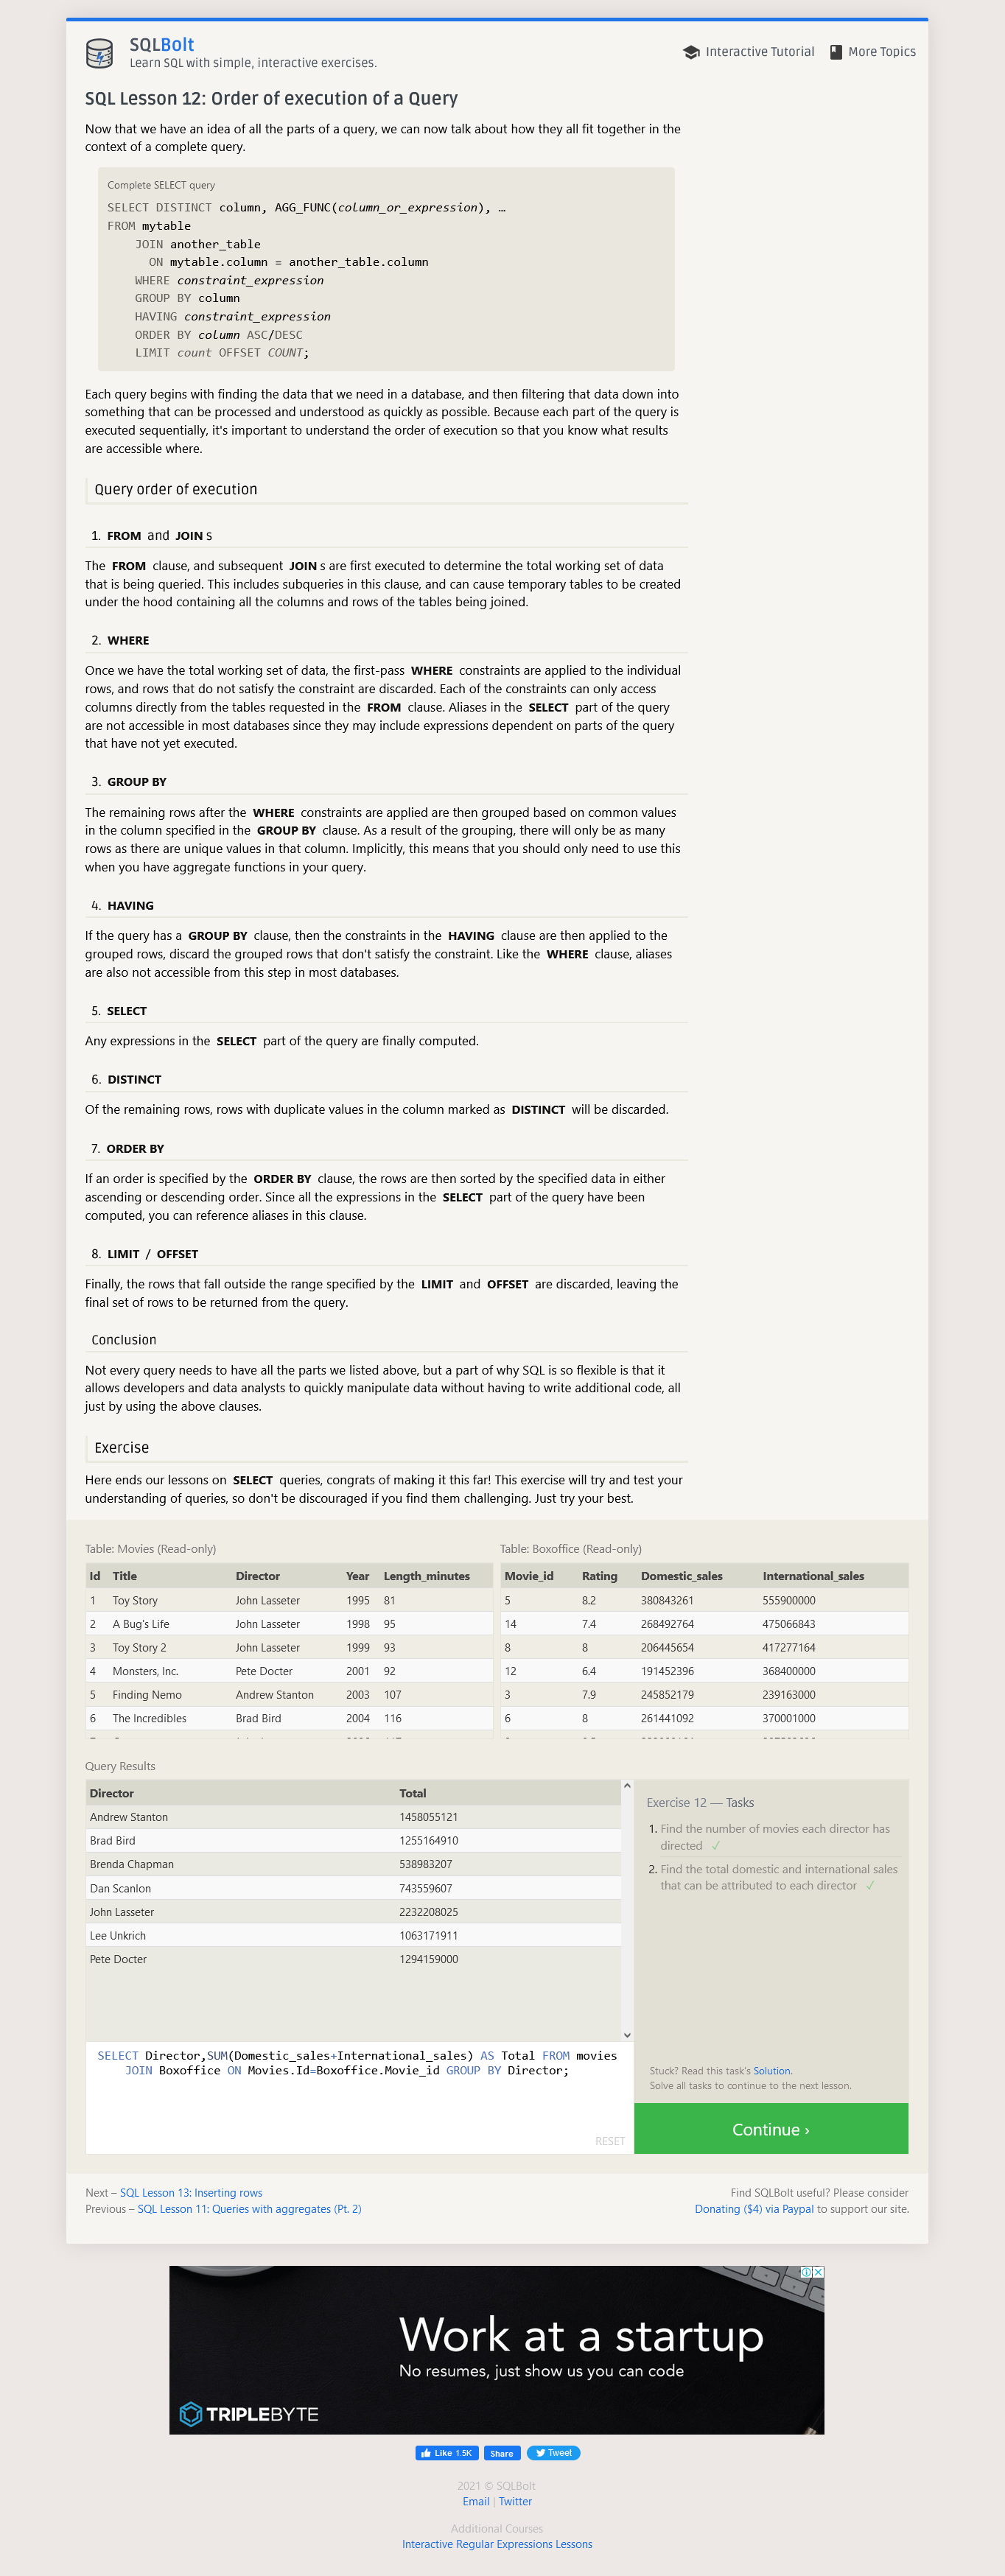 SQLBolt
Learn SQL with simple, interactive exercises.
Interactive Tutorial
More Topics
SQL Lesson 12: Order of execution of a Query
Now that we have an idea of all the parts of a query, we can now talk about how they all fit together in the
context of a complete query.
Complete SELECT query
SELECT DISTINCT column, AGG_FUNC(column_or_expression), …
FROM mytable
JOIN another_table
ON mytable.column = another_table.column
WHERE constraint_expression
GROUP BY column
HAVING constraint_expression
ORDER BY column ASC/DESC
LIMIT count OFFSET COUNT;
Each query begins with finding the data that we need in a database, and then filtering that data down into
something that can be processed and understood as quickly as possible. Because each part of the query is
executed sequentially, it's important to understand the order of execution so that you know what results
are accessible where.
Query order of execution
1. FROM and JOIN s
The FROM clause, and subsequent JOIN s are first executed to determine the total working set of data
that is being queried. This includes subqueries in this clause, and can cause temporary tables to be created
under the hood containing all the columns and rows of the tables being joined.
2. WHERE
Once we have the total working set of data, the first-pass WHERE constraints are applied to the individual
rows, and rows that do not satisfy the constraint are discarded. Each of the constraints can only access
columns directly from the tables requested in the FROM clause. Aliases in the SELECT part of the query
are not accessible in most databases since they may include expressions dependent on parts of the query
that have not yet executed.
3. GROUP BY
The remaining rows after the WHERE constraints are applied are then grouped based on common values
in the column specified in the GROUP BY clause. As a result of the grouping, there will only be as many
rows as there are unique values in that column. Implicitly, this means that you should only need to use this
when you have aggregate functions in your query.
4. HAVING
If the query has a GROUP BY clause, then the constraints in the HAVING clause are then applied to the
grouped rows, discard the grouped rows that don't satisfy the constraint. Like the WHERE clause, aliases
are also not accessible from this step in most databases.
5. SELECT
Any expressions in the SELECT part of the query are finally computed.
6. DISTINCT
Of the remaining rows, rows with duplicate values in the column marked as DISTINCT will be discarded.
7. ORDER BY
If an order is specified by the ORDER BY clause, the rows are then sorted by the specified data in either
ascending or descending order. Since all the expressions in the SELECT part of the query have been
computed, you can reference aliases in this clause.
8. LIMIT / OFFSET
Finally, the rows that fall outside the range specified by the LIMIT and OFFSET are discarded, leaving the
final set of rows to be returned from the query.
Conclusion
Not every query needs to have all the parts we listed above, but a part of why SQL is so flexible is that it
allows developers and data analysts to quickly manipulate data without having to write additional code, all
just by using the above clauses.
Exercise
Here ends our lessons on SELECT queries, congrats of making it this far! This exercise will try and test your
understanding of queries, so don't be discouraged if you find them challenging. Just try your best.
Table: Movies (Read-only)
Id Title Director Year Length_minutes
1 Toy Story John Lasseter 1995 81
2 A Bug's Life John Lasseter 1998 95
3 Toy Story 2 John Lasseter 1999 93
4 Monsters, Inc. Pete Docter 2001 92
5 Finding Nemo Andrew Stanton 2003 107
6 The Incredibles Brad Bird 2004 116
Table: Boxoffice (Read-only)
Movie_id Rating Domestic_sales International_sales
5 8.2 380843261 555900000
14 7.4 268492764 475066843
8 8 206445654 417277164
12 6.4 191452396 368400000
3 7.9 245852179 239163000
6 8 261441092 370001000
Query Results
Director Total
Andrew Stanton 1458055121
Brad Bird 1255164910
Brenda Chapman 538983207
Dan Scanlon 743559607
John Lasseter 2232208025
Lee Unkrich 1063171911
Pete Docter 1294159000
SELECT Director,SUM(Domestic_sales+International_sales) AS Total FROM movies
JOIN Boxoffice ON Movies.Id=Boxoffice.Movie_id GROUP BY Director;
RESET
Exercise 12 — Tasks
1. Find the number of movies each director has
directed ✓
2. Find the total domestic and international sales
that can be attributed to each director ✓
Stuck? Read this task's Solution.
Solve all tasks to continue to the next lesson.
Continue ›
Next – SQL Lesson 13: Inserting rows
Previous – SQL Lesson 11: Queries with aggregates (Pt. 2)
Find SQLBolt useful? Please consider
Donating ($4) via Paypal to support our site.
Work at a startup
No resumes, just show us you can code
TRIPLEBYTE
Like 1.5K Share Tweet
2021 © SQLBolt
Email | Twitter
Additional Courses
Interactive Regular Expressions Lessons